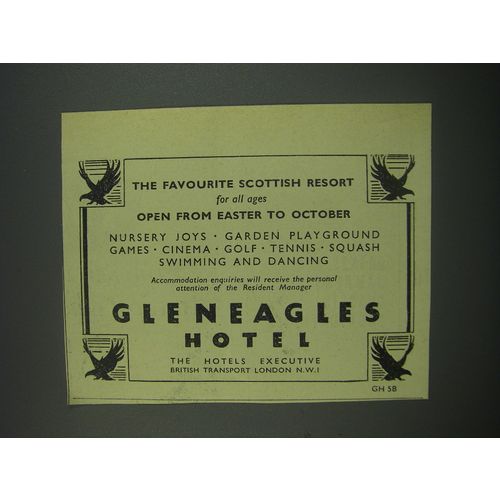 THE FAVOURITE SCOTTISH RESORT
for all ages
OPEN FROM EASTER TO OCTOBER
NURSERY JOYS · GARDEN PLAYGROUND
GAMES · CINEMA · GOLF · TENNIS · SQUASH
SWIMMING AND DANCING
Accommodation enquiries will receive the personal
attention of the Resident Manager
GLENEAGLES
HOTEL
THE HOTELS EXECUTIVE
BRITISH TRANSPORT LONDON N.W.1
GH 5B